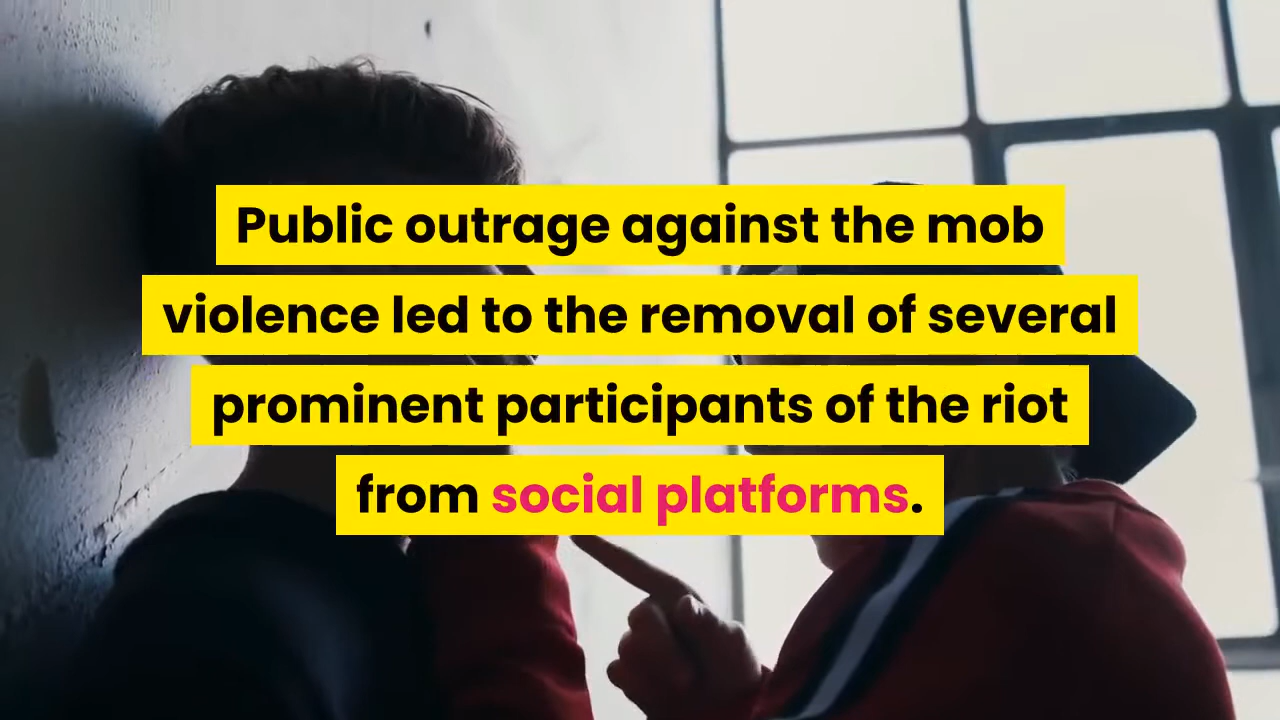 Public outrage against the mob
violence led to the removal of several
prominent participants of the riot
from social platforms.